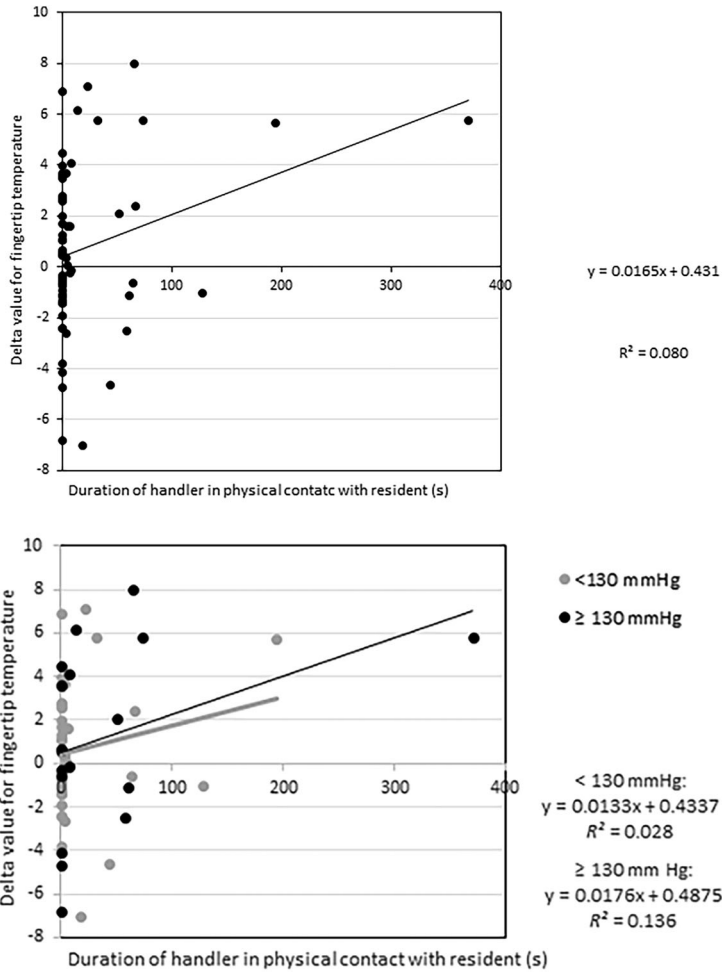 10
8
6
4
2
0
-2
-4
-6
-8
100
200
300
400
Delta value for fingertip temperature
Duration of handler in physical contatc with resident (s)
y = 0.0165x + 0.431
R² = 0.080
10
8
6
4
2
0
-2
-4
-6
-8
0
100
200
300
400
Delta value for fingertip temperature
Duration of handler in physical contact with resident (s)
<130 mmHg
≥ 130 mmHg
< 130 mmHg:
y = 0.0133x + 0.4337
R² = 0.028
≥ 130 mm Hg:
y = 0.0176x + 0.4875
R² = 0.136